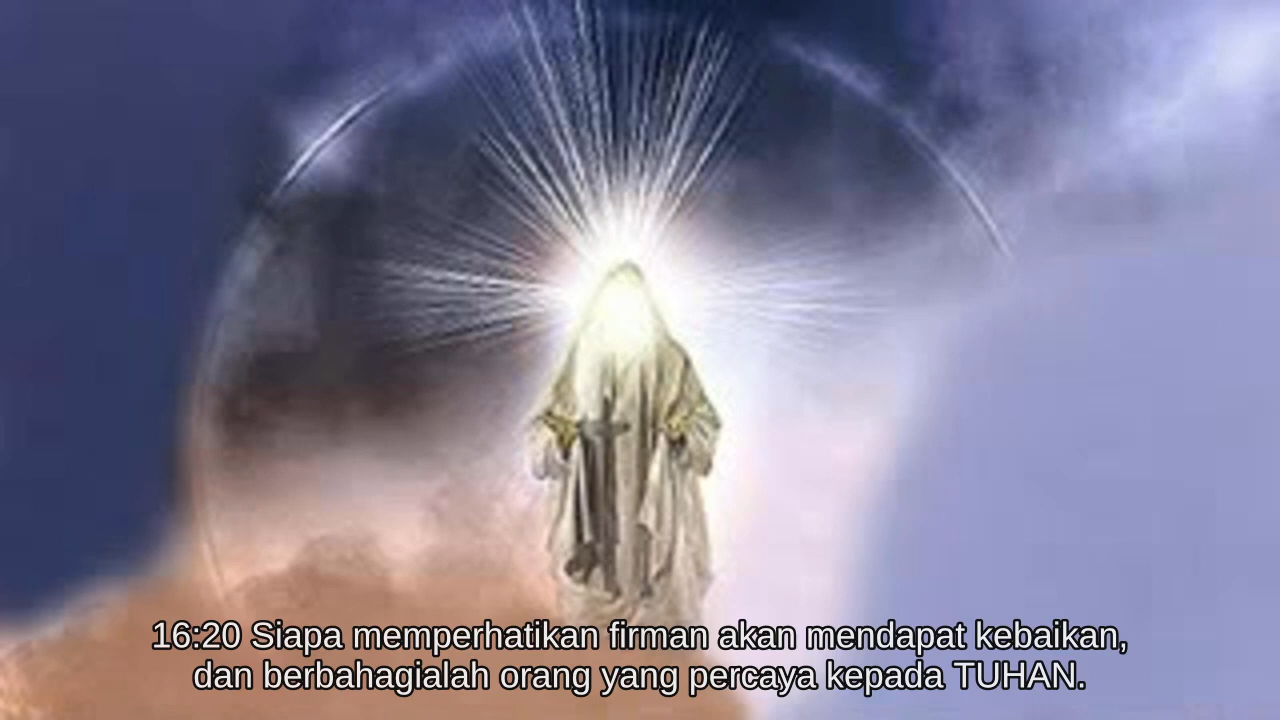 16:20 Siapa memperhatikan firman akan mendapat kebaikan,
dan berbahagialah orang yang percaya kepada TUHAN.